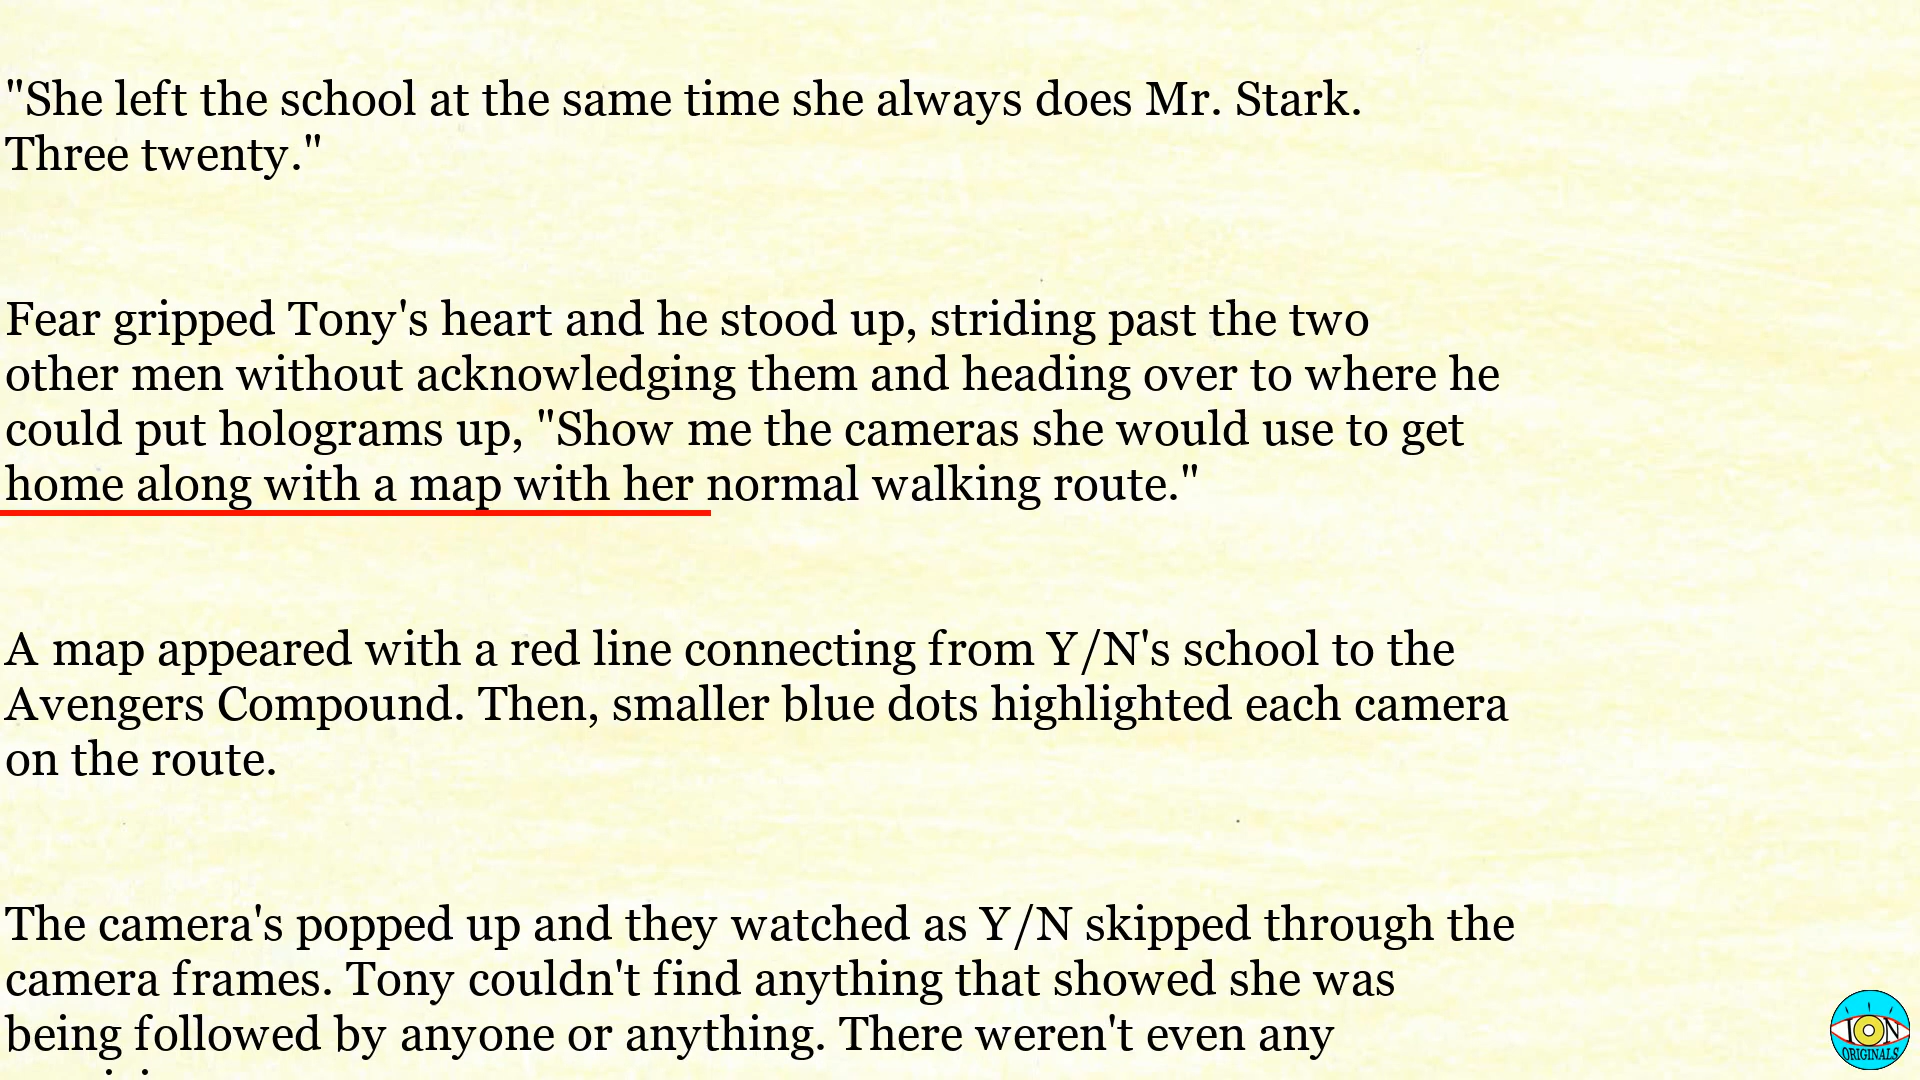 "She left the school at the same time she always does Mr. Stark.
Three twenty."
Fear gripped Tony's heart and he stood up, striding past the two
other men without acknowledging them and heading over to where he
could put holograms up, "Show me the cameras she would use to get
home along with a map with her normal walking route."
A map appeared with a red line connecting from Y/N's school to the
Avengers Compound. Then, smaller blue dots highlighted each camera
on the route.
The camera's popped up and they watched as Y/N skipped through the
camera frames. Tony couldn't find anything that showed she was
being followed by anyone or anything. There weren't even any
ION
ORIGINALS